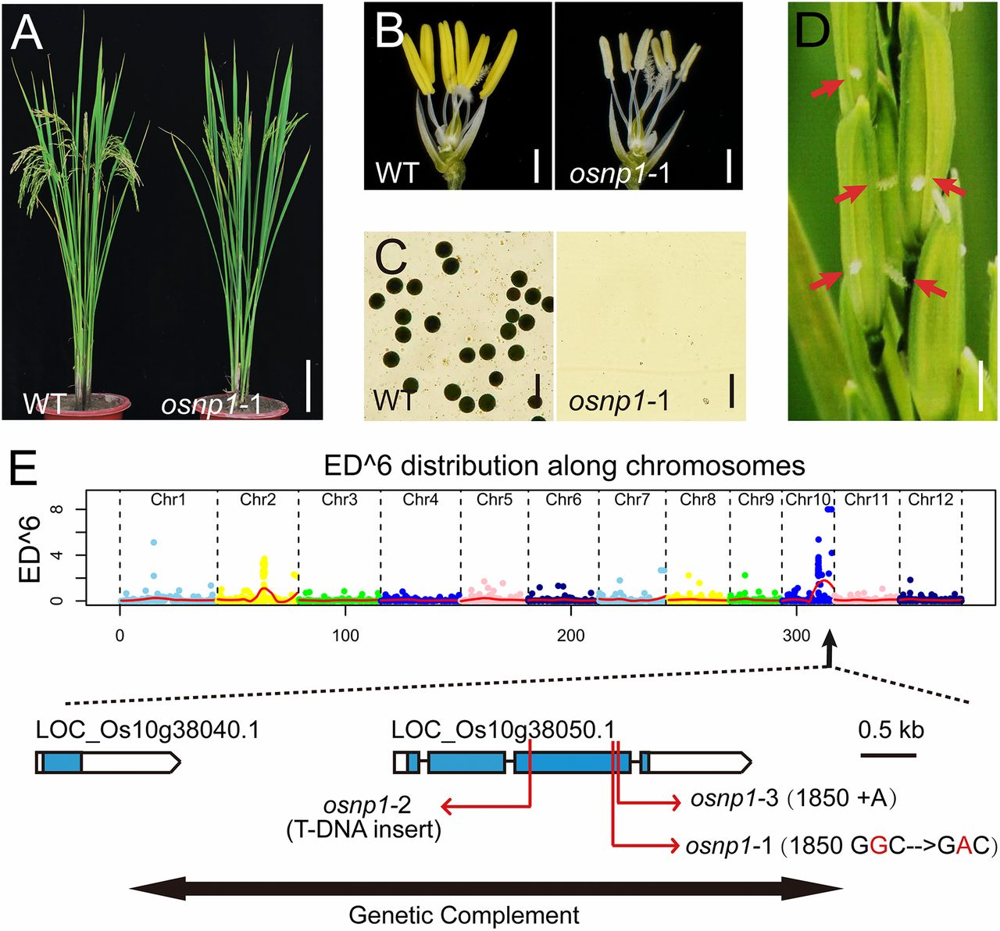 A
WT
osnp1-1
B
WT
osnp1-1
C
WT
osnp1-1
D
E
ED^6 distribution along chromosomes
Chr1 Chr2 Chr3 Chr4 Chr5 Chr6 Chr7 Chr8 Chr9 Chr10 Chr11 Chr12
ED^6
8
4
0
0 100 200 300
LOC_Os10g38040.1
LOC_Os10g38050.1
0.5 kb
osnp1-2
(T-DNA insert)
osnp1-3 (1850 +A)
osnp1-1 (1850 GGC-->GAC)
Genetic Complement